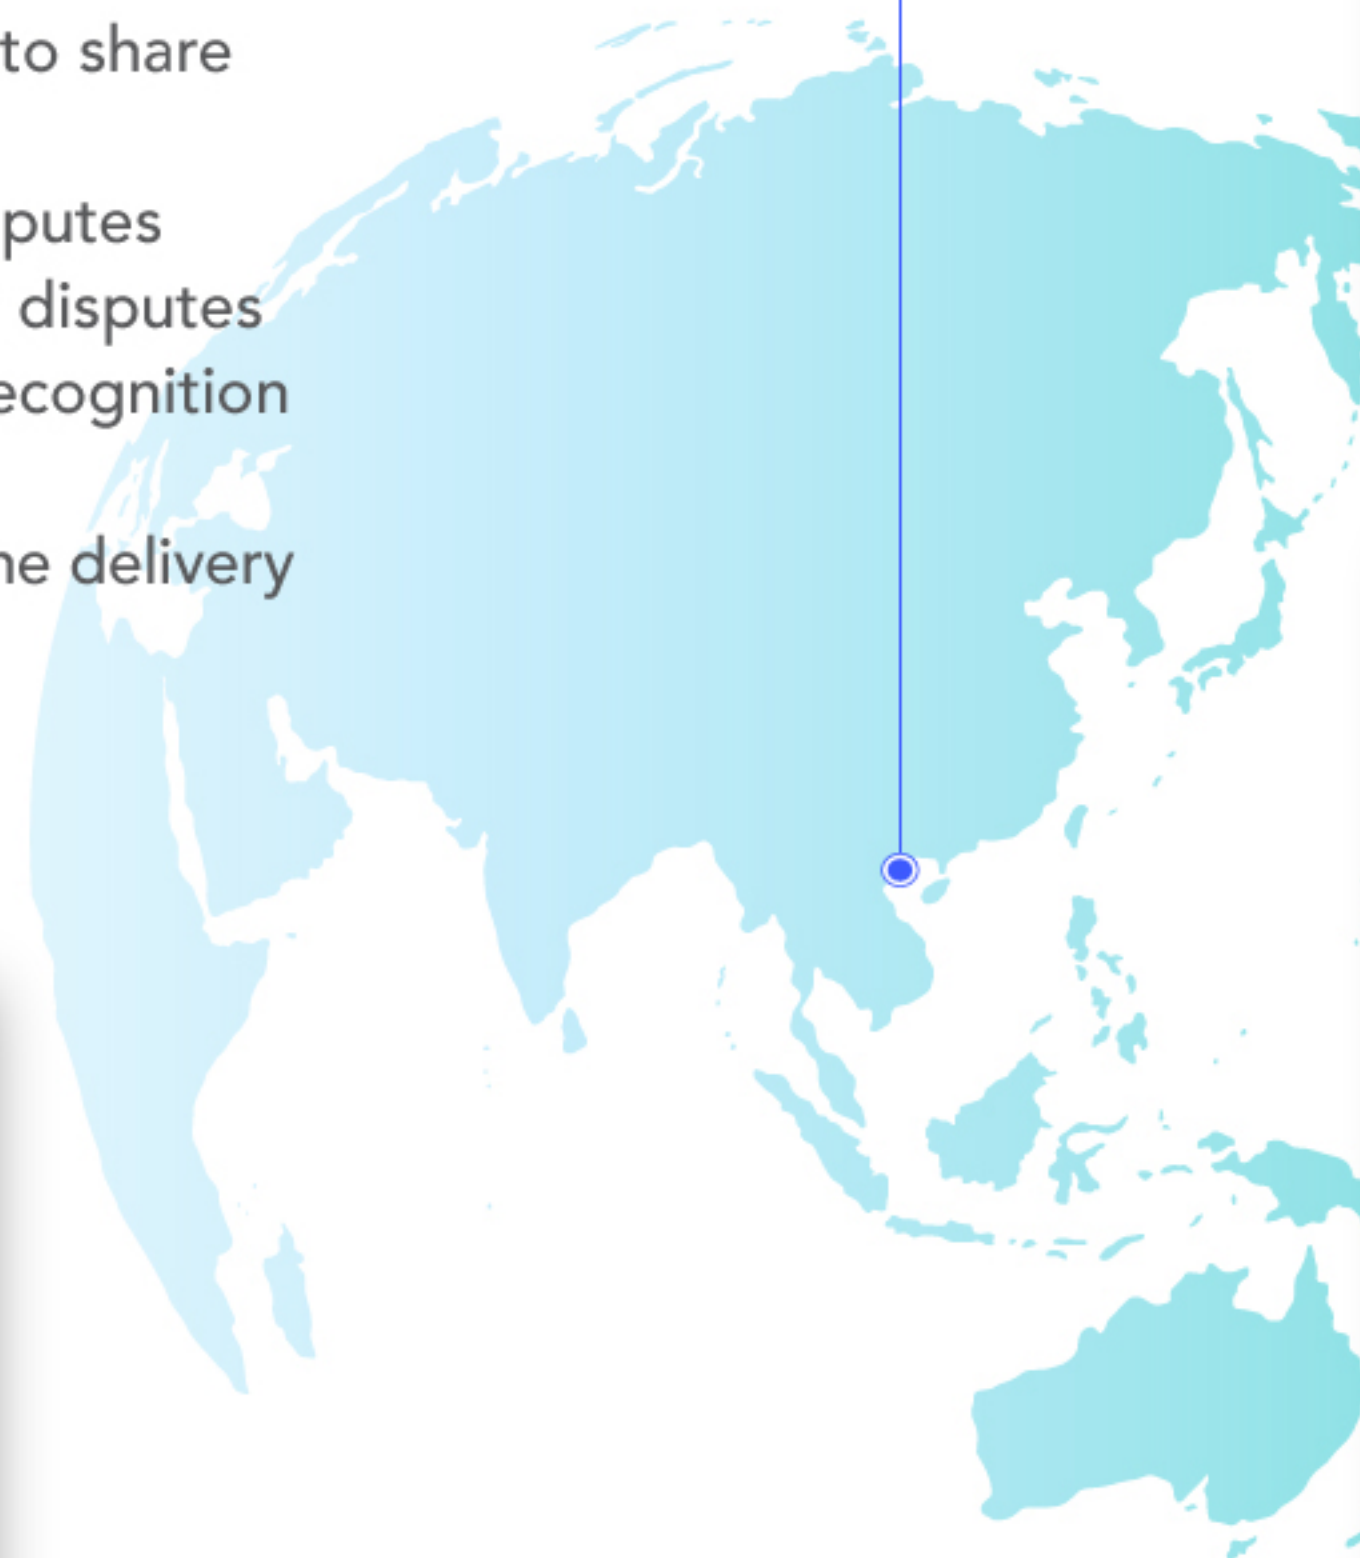 to share
putes
disputes
ecognition
ne delivery